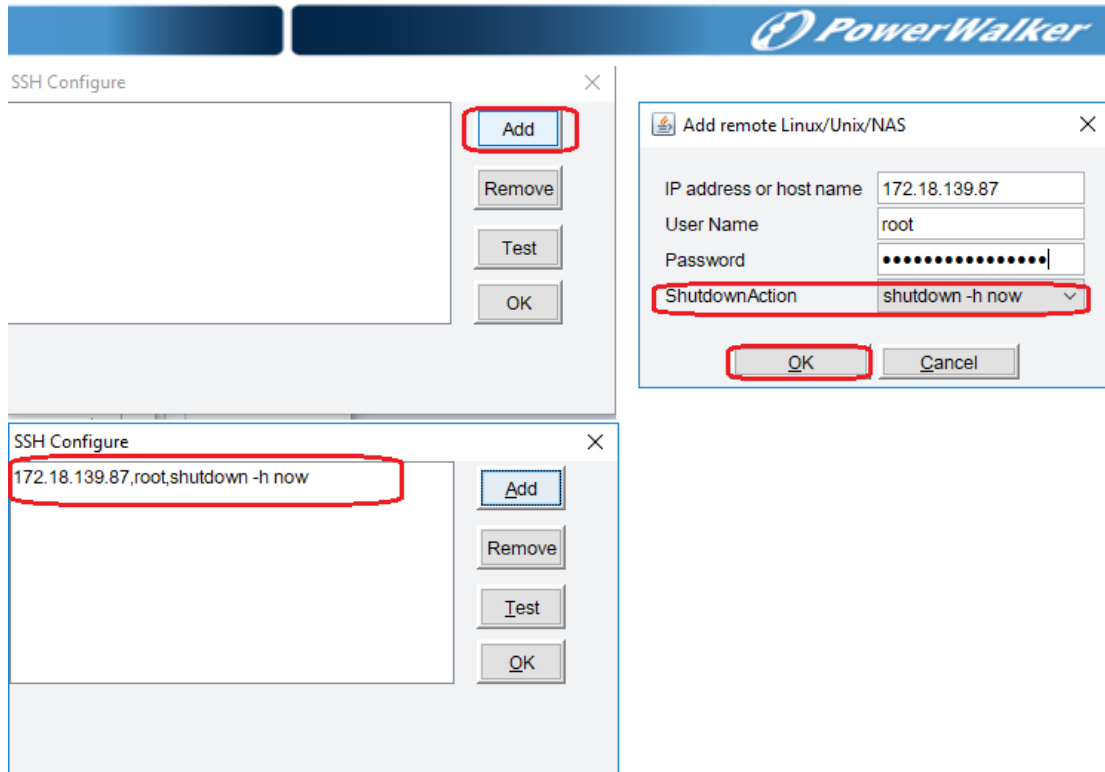 PowerWalker
SSH Configure
Add
Remove
Test
OK
Add remote Linux/Unix/NAS
IP address or host name 172.18.139.87
User Name root
Password ••••••••••••••••
ShutdownAction shutdown -h now
OK Cancel
SSH Configure
172.18.139.87,root,shutdown -h now
Add
Remove
Test
OK